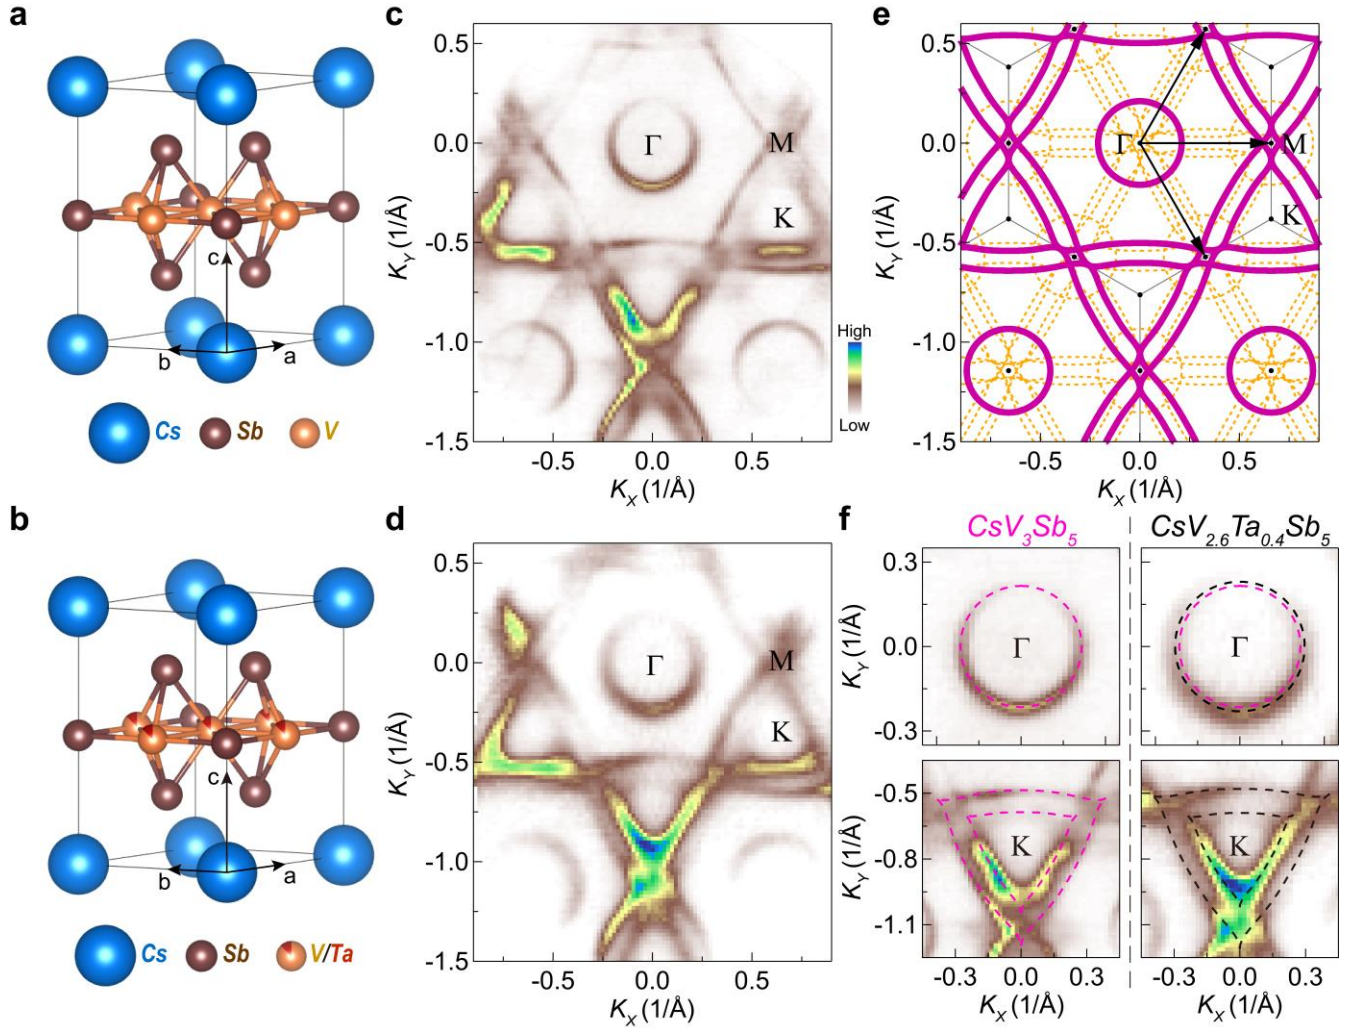 a
c
b
a
Cs
Sb
V
b
c
b
a
Cs
Sb
V/Ta
c
K_Y (1/Å)
0.5
0.0
-0.5
-1.0
-1.5
Γ
M
K
High
Low
-0.5 0.0 0.5
K_X (1/Å)
d
K_Y (1/Å)
0.5
0.0
-0.5
-1.0
-1.5
Γ
M
K
-0.5 0.0 0.5
K_X (1/Å)
e
K_Y (1/Å)
0.5
0.0
-0.5
-1.0
-1.5
Γ
M
K
-0.5 0.0 0.5
K_X (1/Å)
f
CsV₃Sb₅
CsV₂.₆Ta₀.₄Sb₅
K_Y (1/Å)
0.3
0.0
-0.3
Γ
Γ
K_Y (1/Å)
-0.5
-0.8
-1.1
K
K
-0.3 0.0 0.3
-0.3 0.0 0.3
K_X (1/Å)
K_X (1/Å)